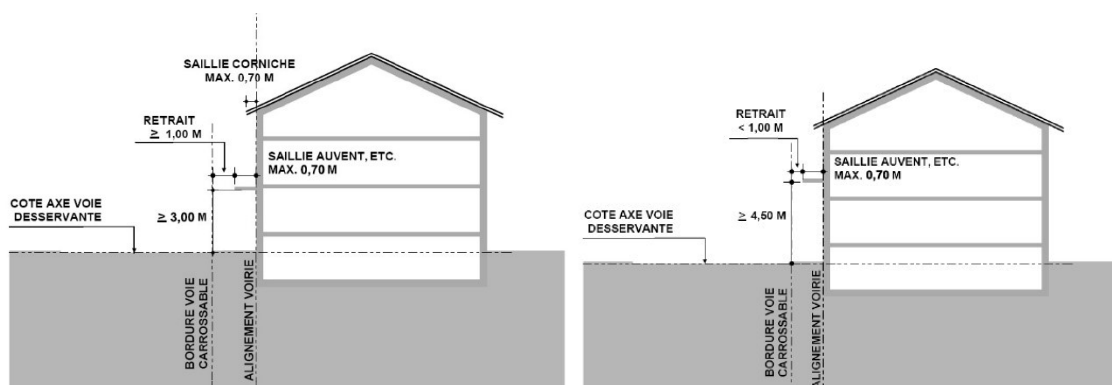 SAILLIE CORNICHE
MAX. 0,70 M
RETRAIT
≥ 1,00 M
SAILLIE AUVENT, ETC.
MAX. 0,70 M
COTE AXE VOIE
DESSERVANTE
≥ 3,00 M
BORDURE VOIE
CARROSSABLE
ALIGNEMENT VOIRIE
RETRAIT
< 1,00 M
SAILLIE AUVENT, ETC.
MAX. 0,70 M
COTE AXE VOIE
DESSERVANTE
≥ 4,50 M
BORDURE VOIE
CARROSSABLE
ALIGNEMENT VOIRIE